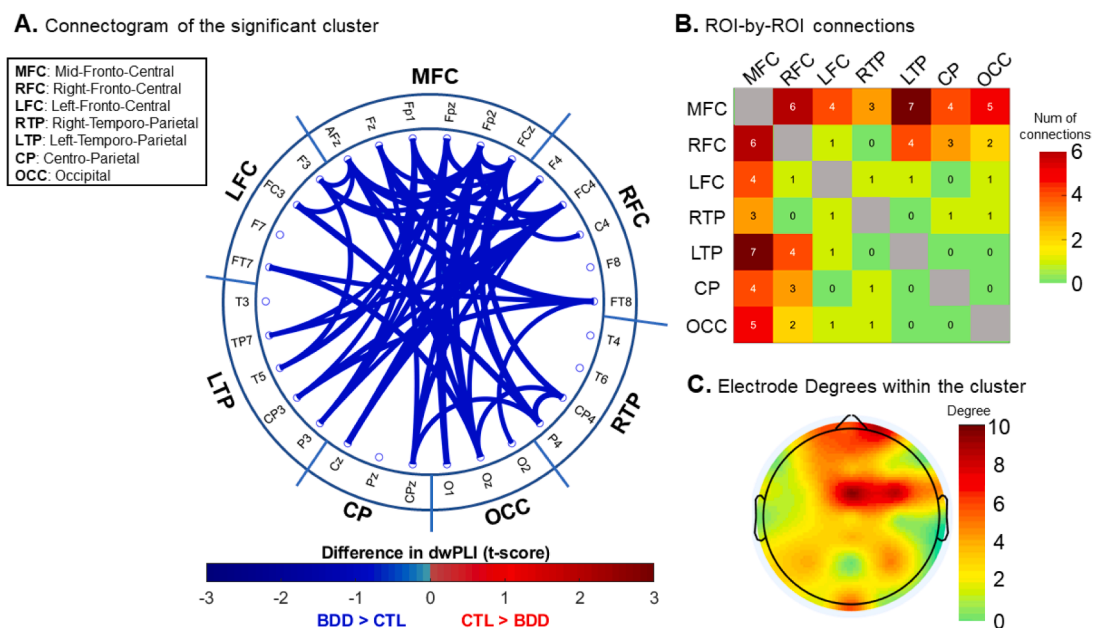 A. Connectogram of the significant cluster
MFC: Mid-Fronto-Central
RFC: Right-Fronto-Central
LFC: Left-Fronto-Central
RTP: Right-Temporo-Parietal
LTP: Left-Temporo-Parietal
CP: Centro-Parietal
OCC: Occipital
MFC
RFC
RTP
OCC
CP
LTP
LFC
AFz
Fz
Fp1
Fpz
Fp2
FCz
F4
FC4
C4
F8
FT8
T4
T6
CP4
P4
O2
Oz
O1
CPz
Pz
Cz
P3
CP3
T5
TP7
T3
FT7
F7
FC3
F3
Difference in dwPLI (t-score)
-3 -2 -1 0 1 2 3
BDD > CTL CTL > BDD
B. ROI-by-ROI connections
MFC RFC LFC RTP LTP CP OCC
MFC 6 4 3 7 4 5
RFC 6 1 0 4 3 2
LFC 4 1 1 1 0 1
RTP 3 0 1 0 1 1
LTP 7 4 1 0 0 0
CP 4 3 0 1 0 0
OCC 5 2 1 1 0 0
Num of
connections
6
4
2
0
C. Electrode Degrees within the cluster
Degree
10
8
6
4
2
0